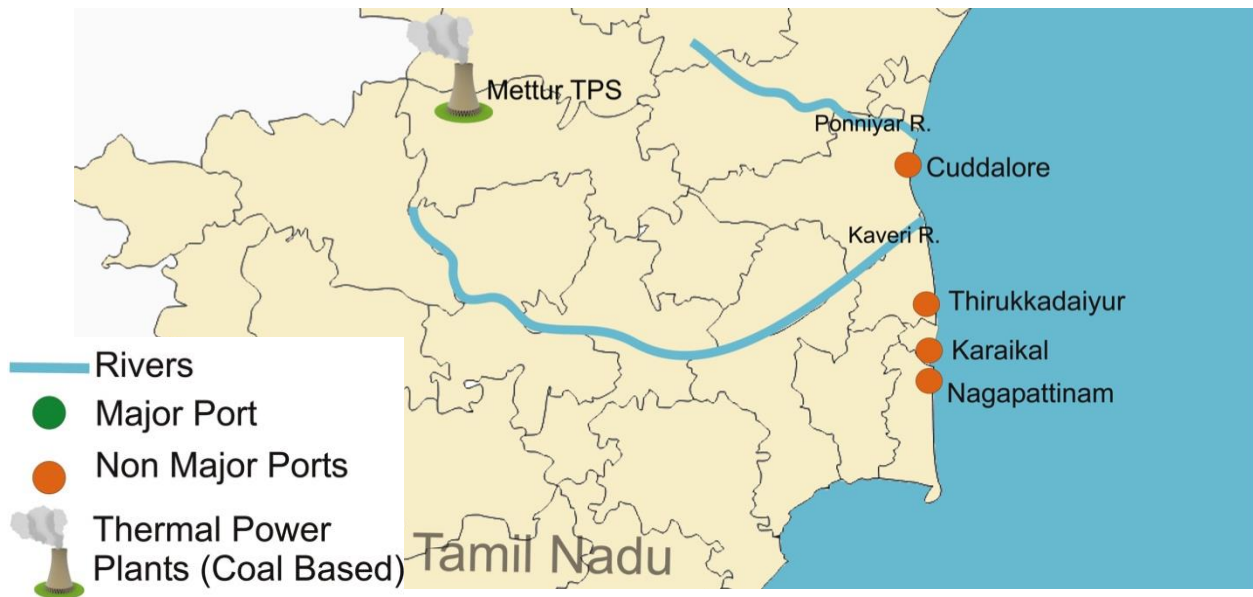 Mettur TPS
Ponniyar R.
Cuddalore
Kaveri R.
Thirukkadaiyur
Karaikal
Nagapattinam
Rivers
Major Port
Non Major Ports
Thermal Power
Plants (Coal Based)
Tamil Nadu